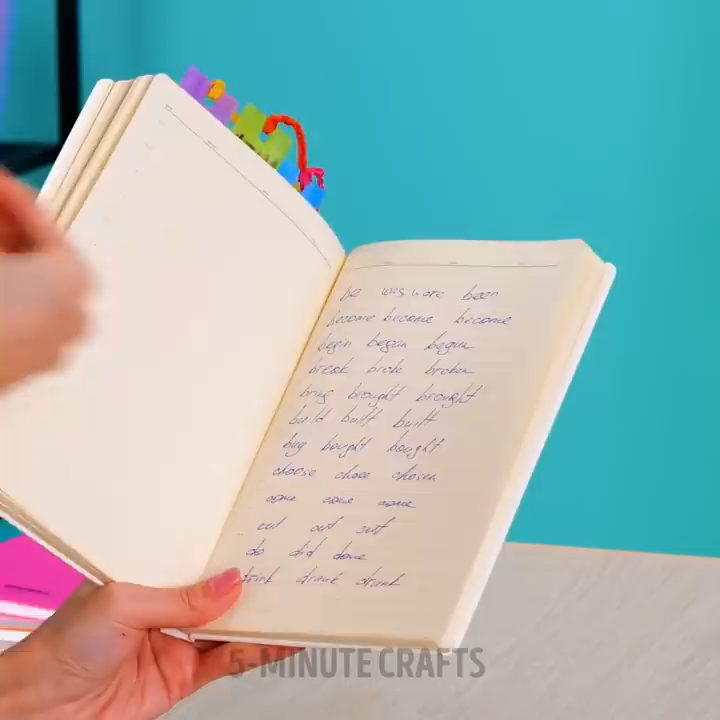 be was were been
become became become
begin began begun
break broke broken
bring brought brought
build built built
buy bought bought
choose chose chosen
come came come
cut cut cut
do did done
drink drank drunk
5-MINUTE CRAFTS